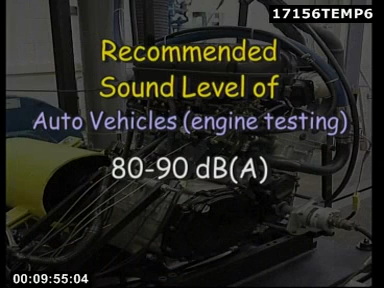 17156TEMP6
Recommended
Sound Level of
Auto Vehicles (engine testing)
80-90 dB(A)
00:09:55:04